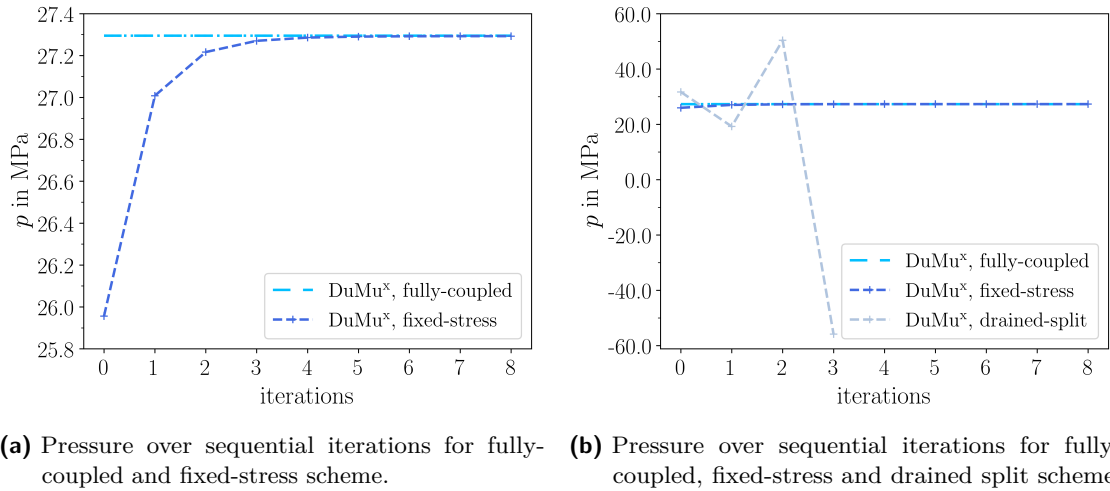 27.4
27.2
27.0
26.8
26.6
26.4
26.2
26.0
25.8
p in MPa
0 1 2 3 4 5 6 7 8
iterations
DuMuˣ, fully-coupled
DuMuˣ, fixed-stress
60.0
40.0
20.0
0.0
-20.0
-40.0
-60.0
p in MPa
0 1 2 3 4 5 6 7 8
iterations
DuMuˣ, fully-coupled
DuMuˣ, fixed-stress
DuMuˣ, drained-split
(a) Pressure over sequential iterations for fully-
coupled and fixed-stress scheme.
(b) Pressure over sequential iterations for fully
coupled, fixed-stress and drained split scheme